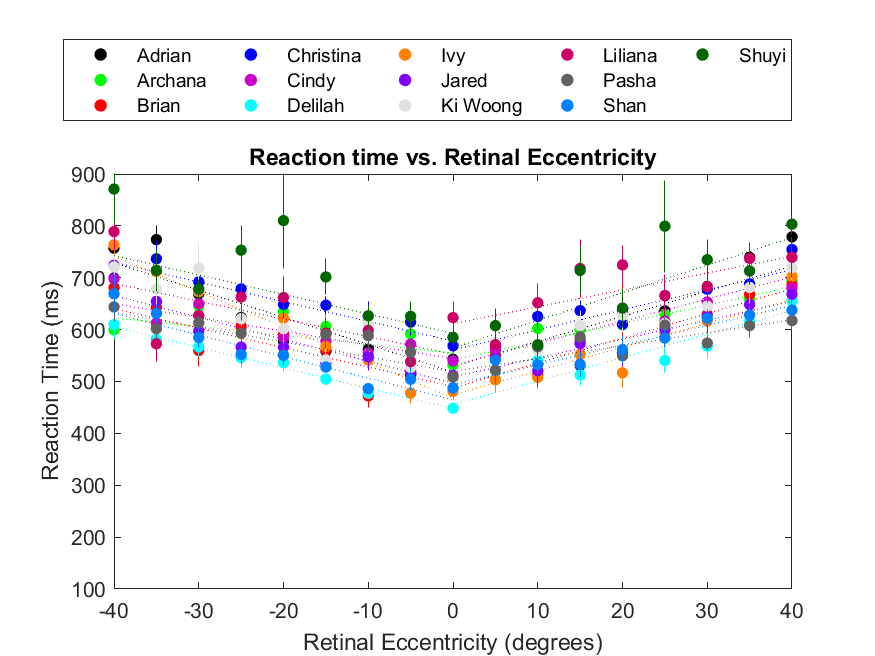 Adrian Christina Ivy Liliana Shuyi
Archana Cindy Jared Pasha
Brian Delilah Ki Woong Shan
Reaction time vs. Retinal Eccentricity
Reaction Time (ms)
900
800
700
600
500
400
300
200
100
-40 -30 -20 -10 0 10 20 30 40
Retinal Eccentricity (degrees)